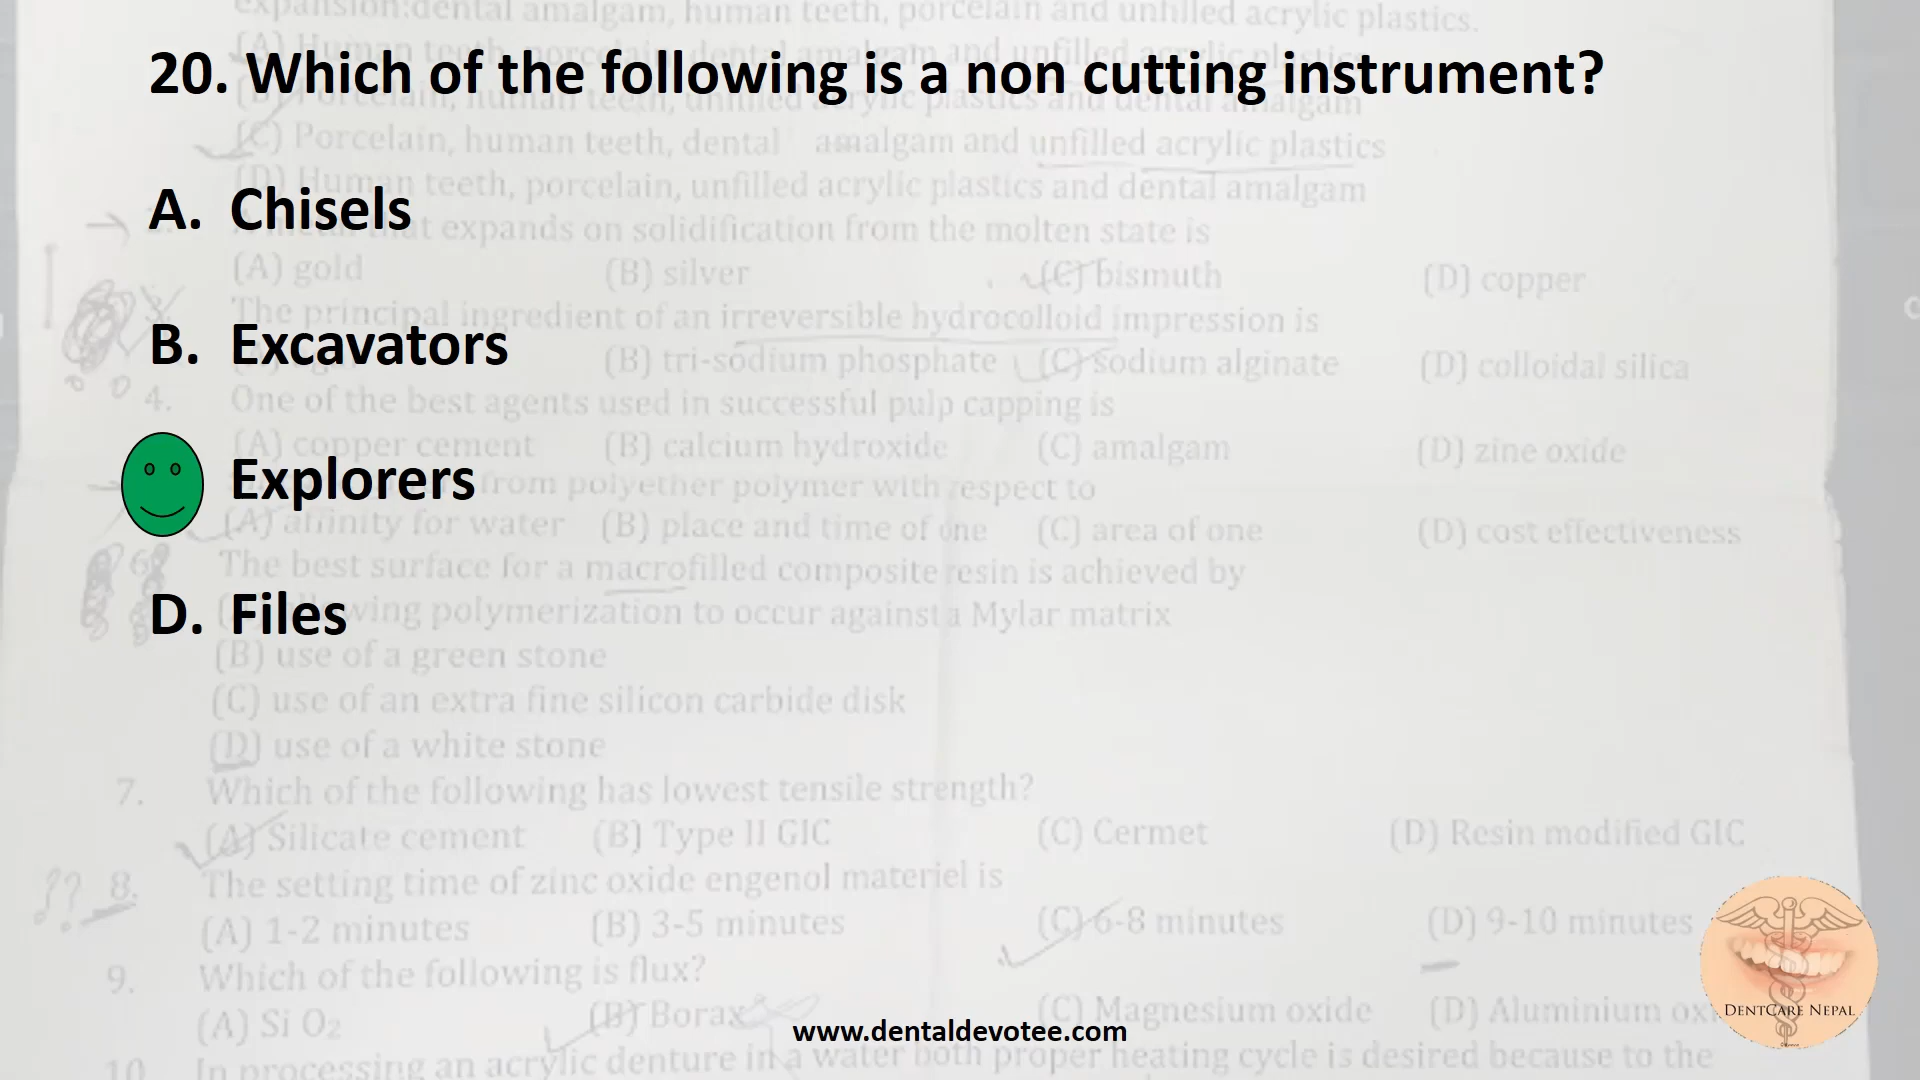 expansion:dental amalgam, human teeth, porcelain and unfilled acrylic plastics.
(A) Human teeth, porcelain, dental amalgam and unfilled acrylic plastics
20. Which of the following is a non cutting instrument?
(B) Porcelain, human teeth, unfilled acrylic plastics and dental amalgam
(C) Porcelain, human teeth, dental amalgam and unfilled acrylic plastics
(D) Human teeth, porcelain, unfilled acrylic plastics and dental amalgam
A. Chisels
metal that expands on solidification from the molten state is
(A) gold (B) silver (C) bismuth (D) copper
3. The principal ingredient of an irreversible hydrocolloid impression is
B. Excavators
(B) tri-sodium phosphate (C) sodium alginate (D) colloidal silica
4. One of the best agents used in successful pulp capping is
(A) copper cement (B) calcium hydroxide (C) amalgam (D) zine oxide
Explorers
from polyether polymer with respect to
(A) affinity for water (B) place and time of one (C) area of one (D) cost effectiveness
6. The best surface for a macrofilled composite resin is achieved by
D. Files
polymerization to occur against a Mylar matrix
(B) use of a green stone
(C) use of an extra fine silicon carbide disk
(D) use of a white stone
7. Which of the following has lowest tensile strength?
(A) Silicate cement (B) Type II GIC (C) Cermet (D) Resin modified GIC
?? 8. The setting time of zinc oxide engenol materiel is
(A) 1-2 minutes (B) 3-5 minutes (C) 6-8 minutes (D) 9-10 minutes
9. Which of the following is flux?
(A) Si O2 (B) Borax (C) Magnesium oxide (D) Aluminium
DENTCARE NEPAL
www.dentaldevotee.com
10. In processing an acrylic denture in a water both proper heating cycle is desired because to the